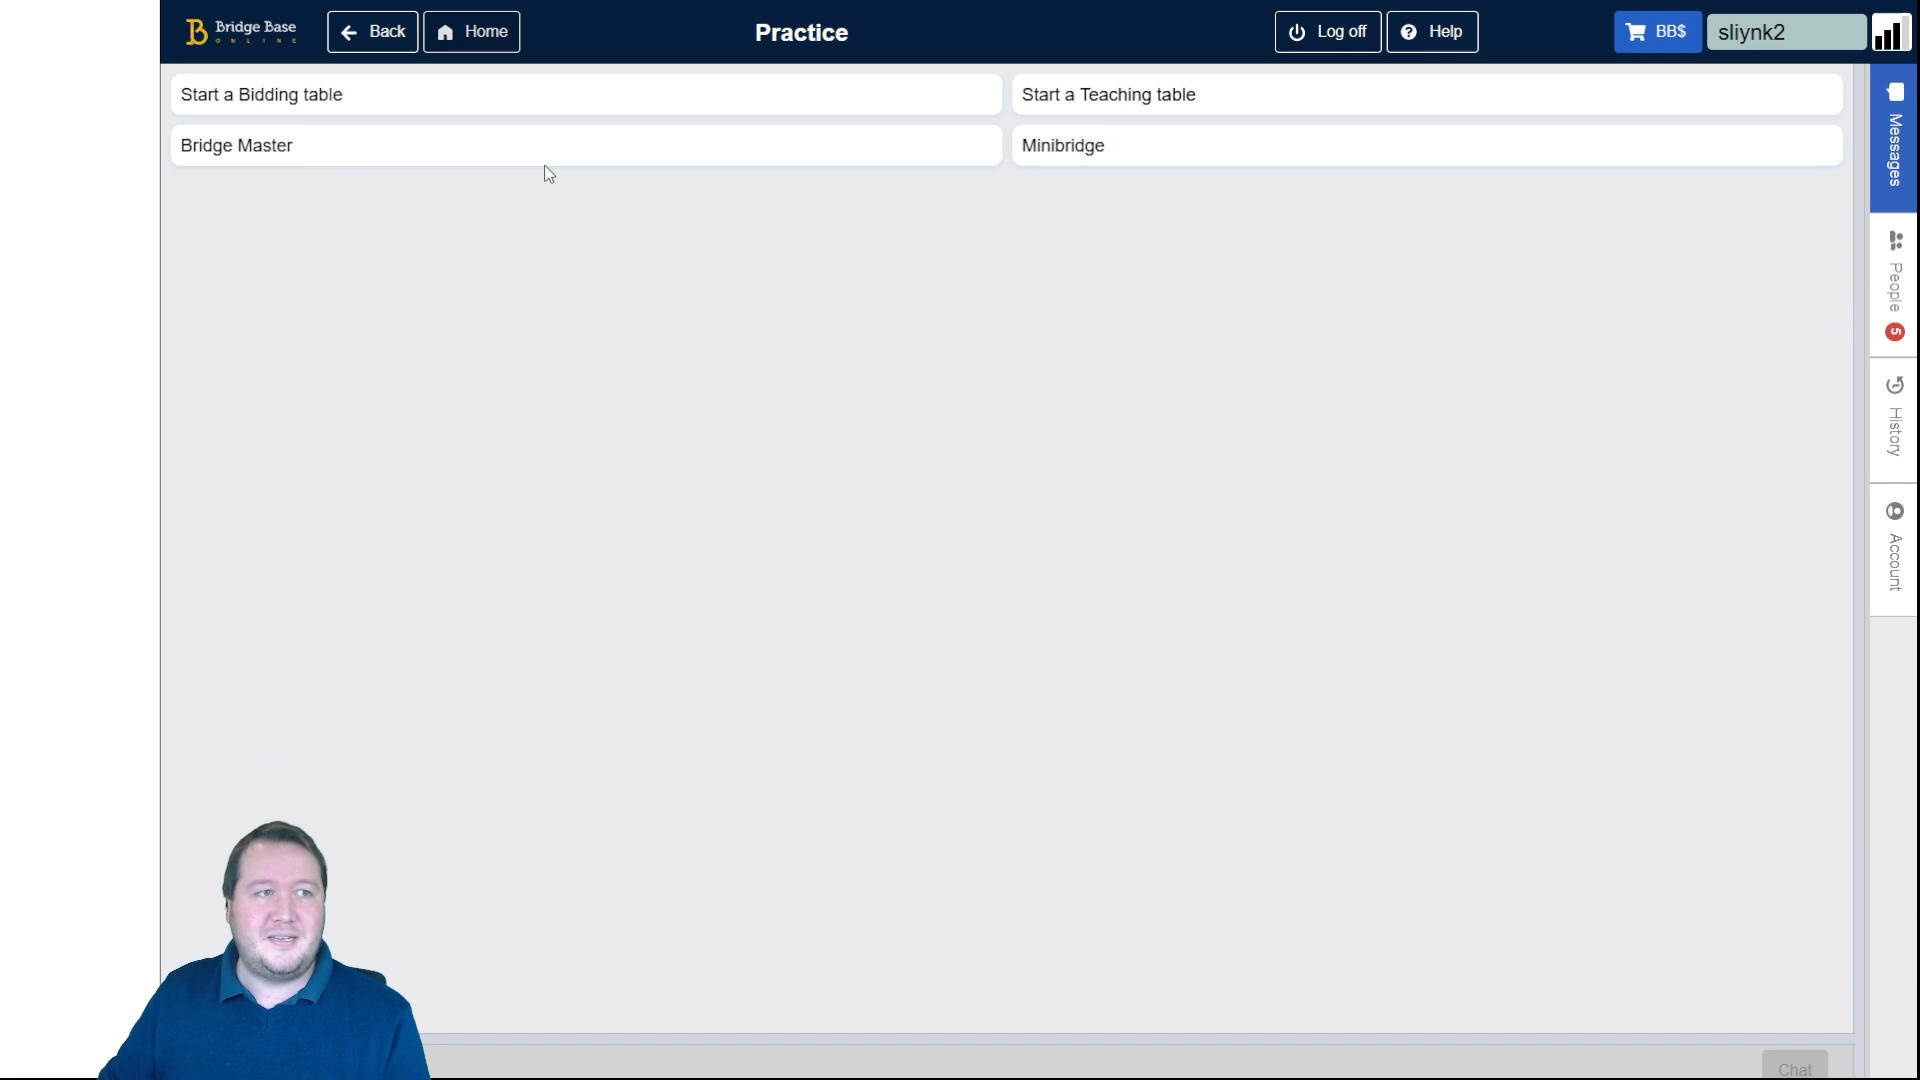 Bridge Base
ONLINE
Back
Home
Practice
Log off
Help
BB$
sliynk2
Start a Bidding table
Start a Teaching table
Bridge Master
Minibridge
Messages
People
5
History
Account
Chat